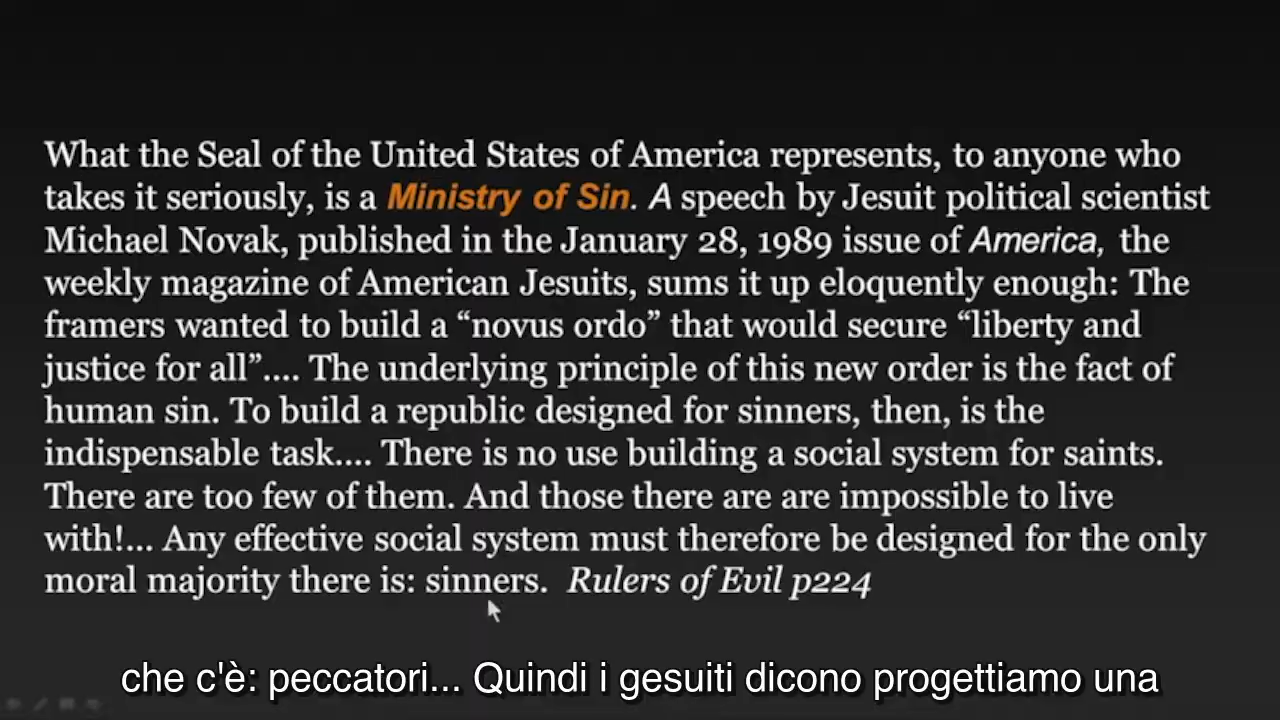 What the Seal of the United States of America represents, to anyone who
takes it seriously, is a Ministry of Sin. A speech by Jesuit political scientist
Michael Novak, published in the January 28, 1989 issue of America, the
weekly magazine of American Jesuits, sums it up eloquently enough: The
framers wanted to build a “novus ordo” that would secure “liberty and
justice for all”.... The underlying principle of this new order is the fact of
human sin. To build a republic designed for sinners, then, is the
indispensable task.... There is no use building a social system for saints.
There are too few of them. And those there are are impossible to live
with!... Any effective social system must therefore be designed for the only
moral majority there is: sinners. Rulers of Evil p224
che c'è: peccatori... Quindi i gesuiti dicono progettiamo una